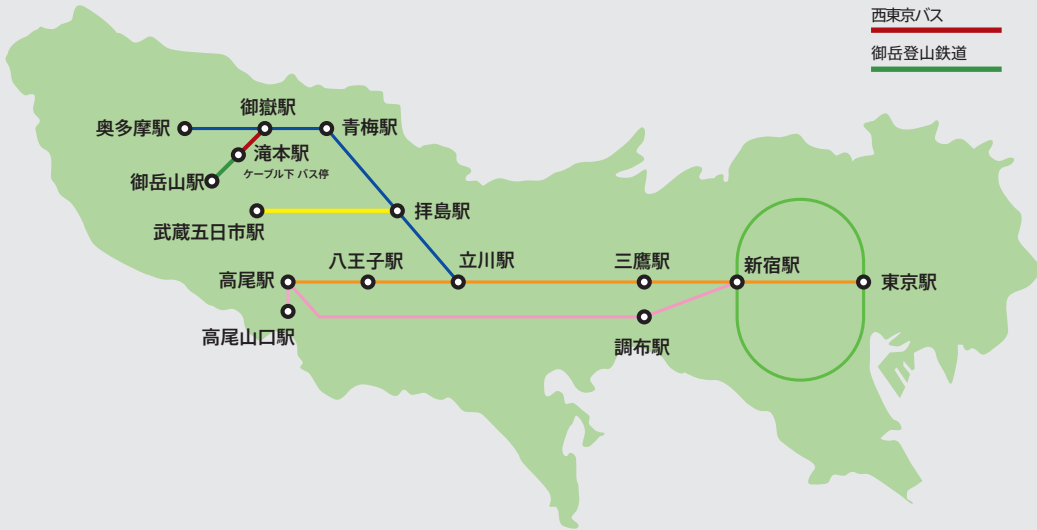 西東京バス
御岳登山鉄道
御嶽駅
奥多摩駅
青梅駅
滝本駅
ケーブル下 バス停
御岳山駅
拝島駅
武蔵五日市駅
八王子駅
立川駅
三鷹駅
新宿駅
高尾駅
東京駅
高尾山口駅
調布駅